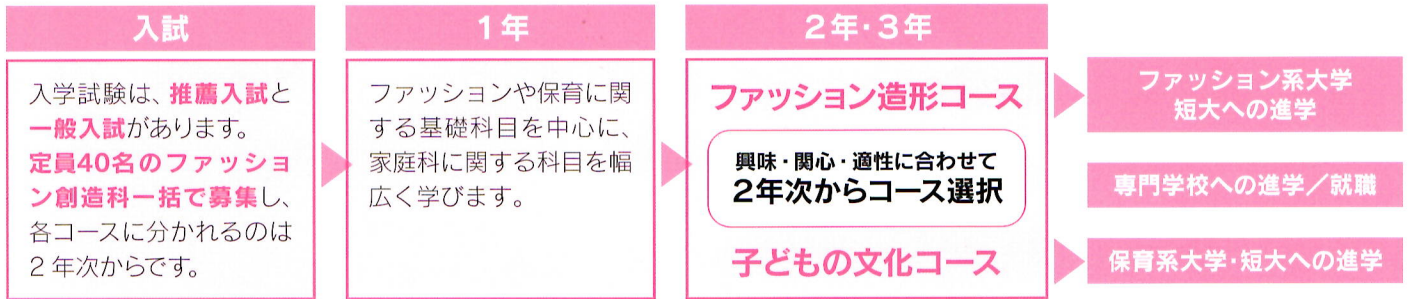 入試
入学試験は、推薦入試と
一般入試があります。
定員40名のファッショ
ン創造科一括で募集し、
各コースに分かれるのは
2年次からです。
1年
ファッションや保育に関
する基礎科目を中心に、
家庭科に関する科目を幅
広く学びます。
2年・3年
ファッション造形コース
興味・関心・適性に合わせて
2年次からコース選択
子どもの文化コース
ファッション系大学
短大への進学
専門学校への進学／就職
保育系大学・短大への進学